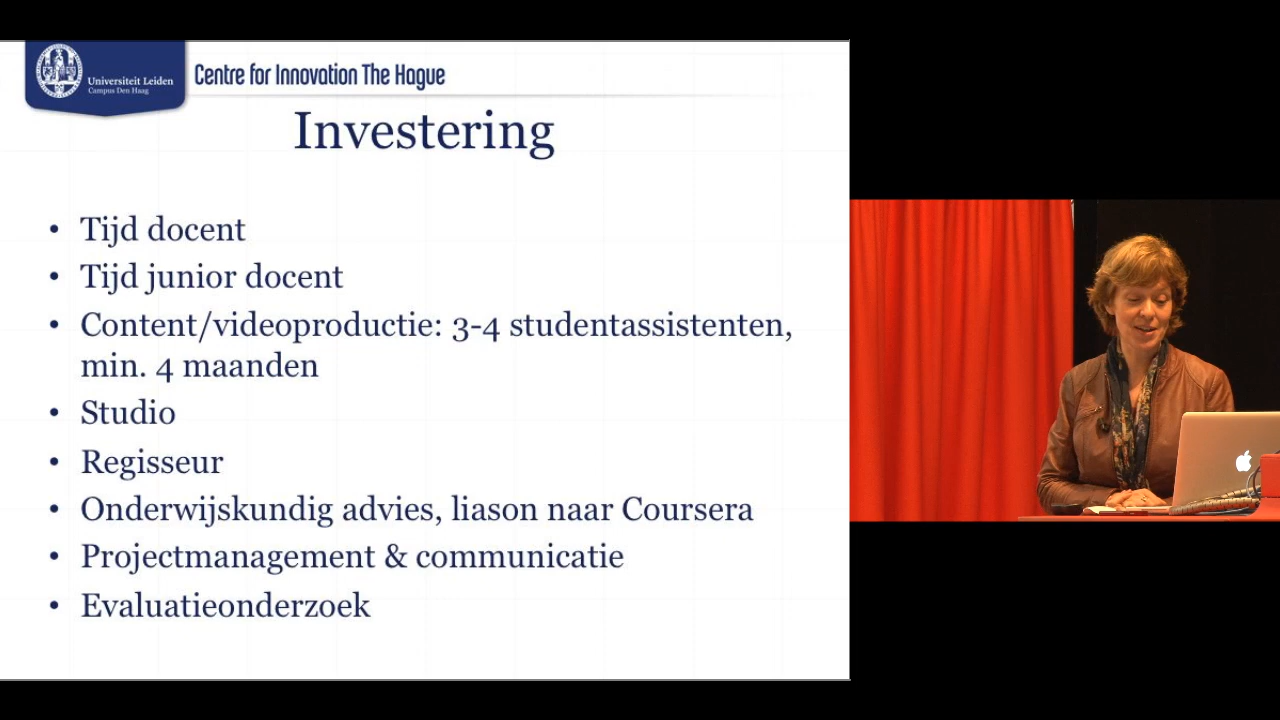 Universiteit Leiden
Campus Den Haag
Centre for Innovation The Hague
Investering
• Tijd docent
• Tijd junior docent
• Content/videoproductie: 3-4 studentassistenten,
min. 4 maanden
• Studio
• Regisseur
• Onderwijskundig advies, liason naar Coursera
• Projectmanagement & communicatie
• Evaluatieonderzoek